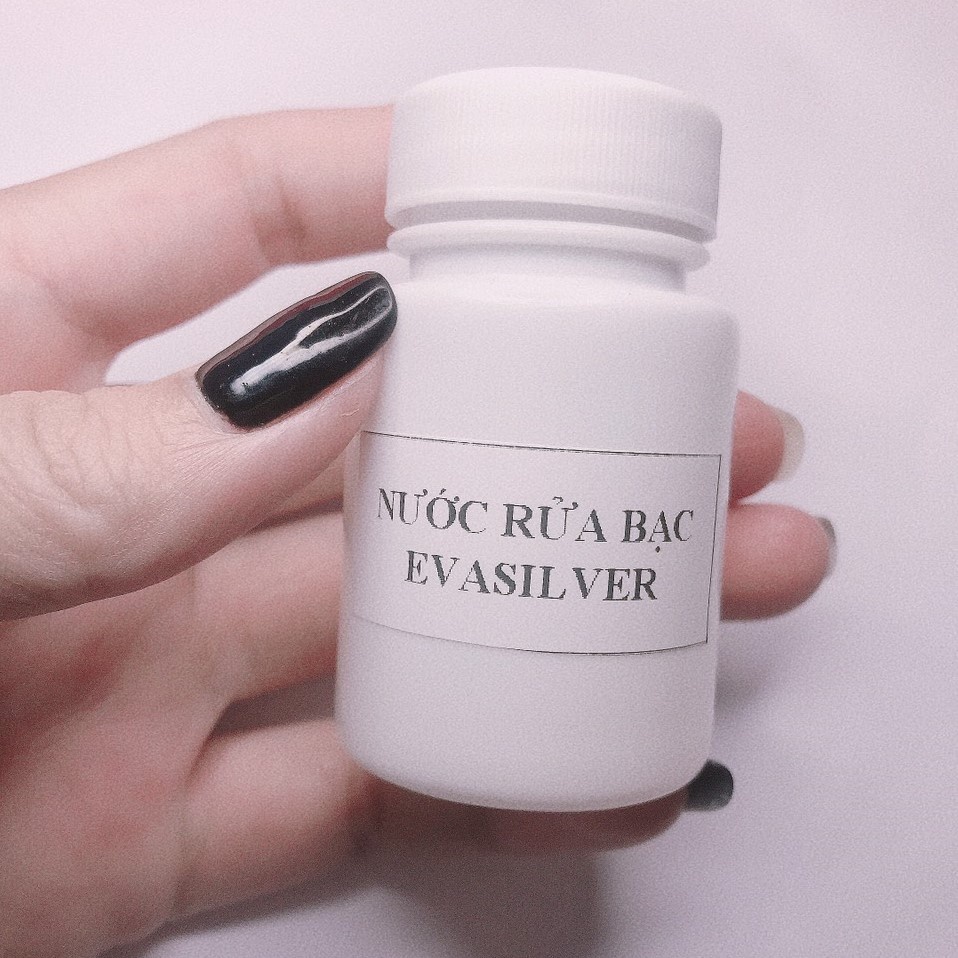 NƯỚC RỬA BẠC
EVASILVER